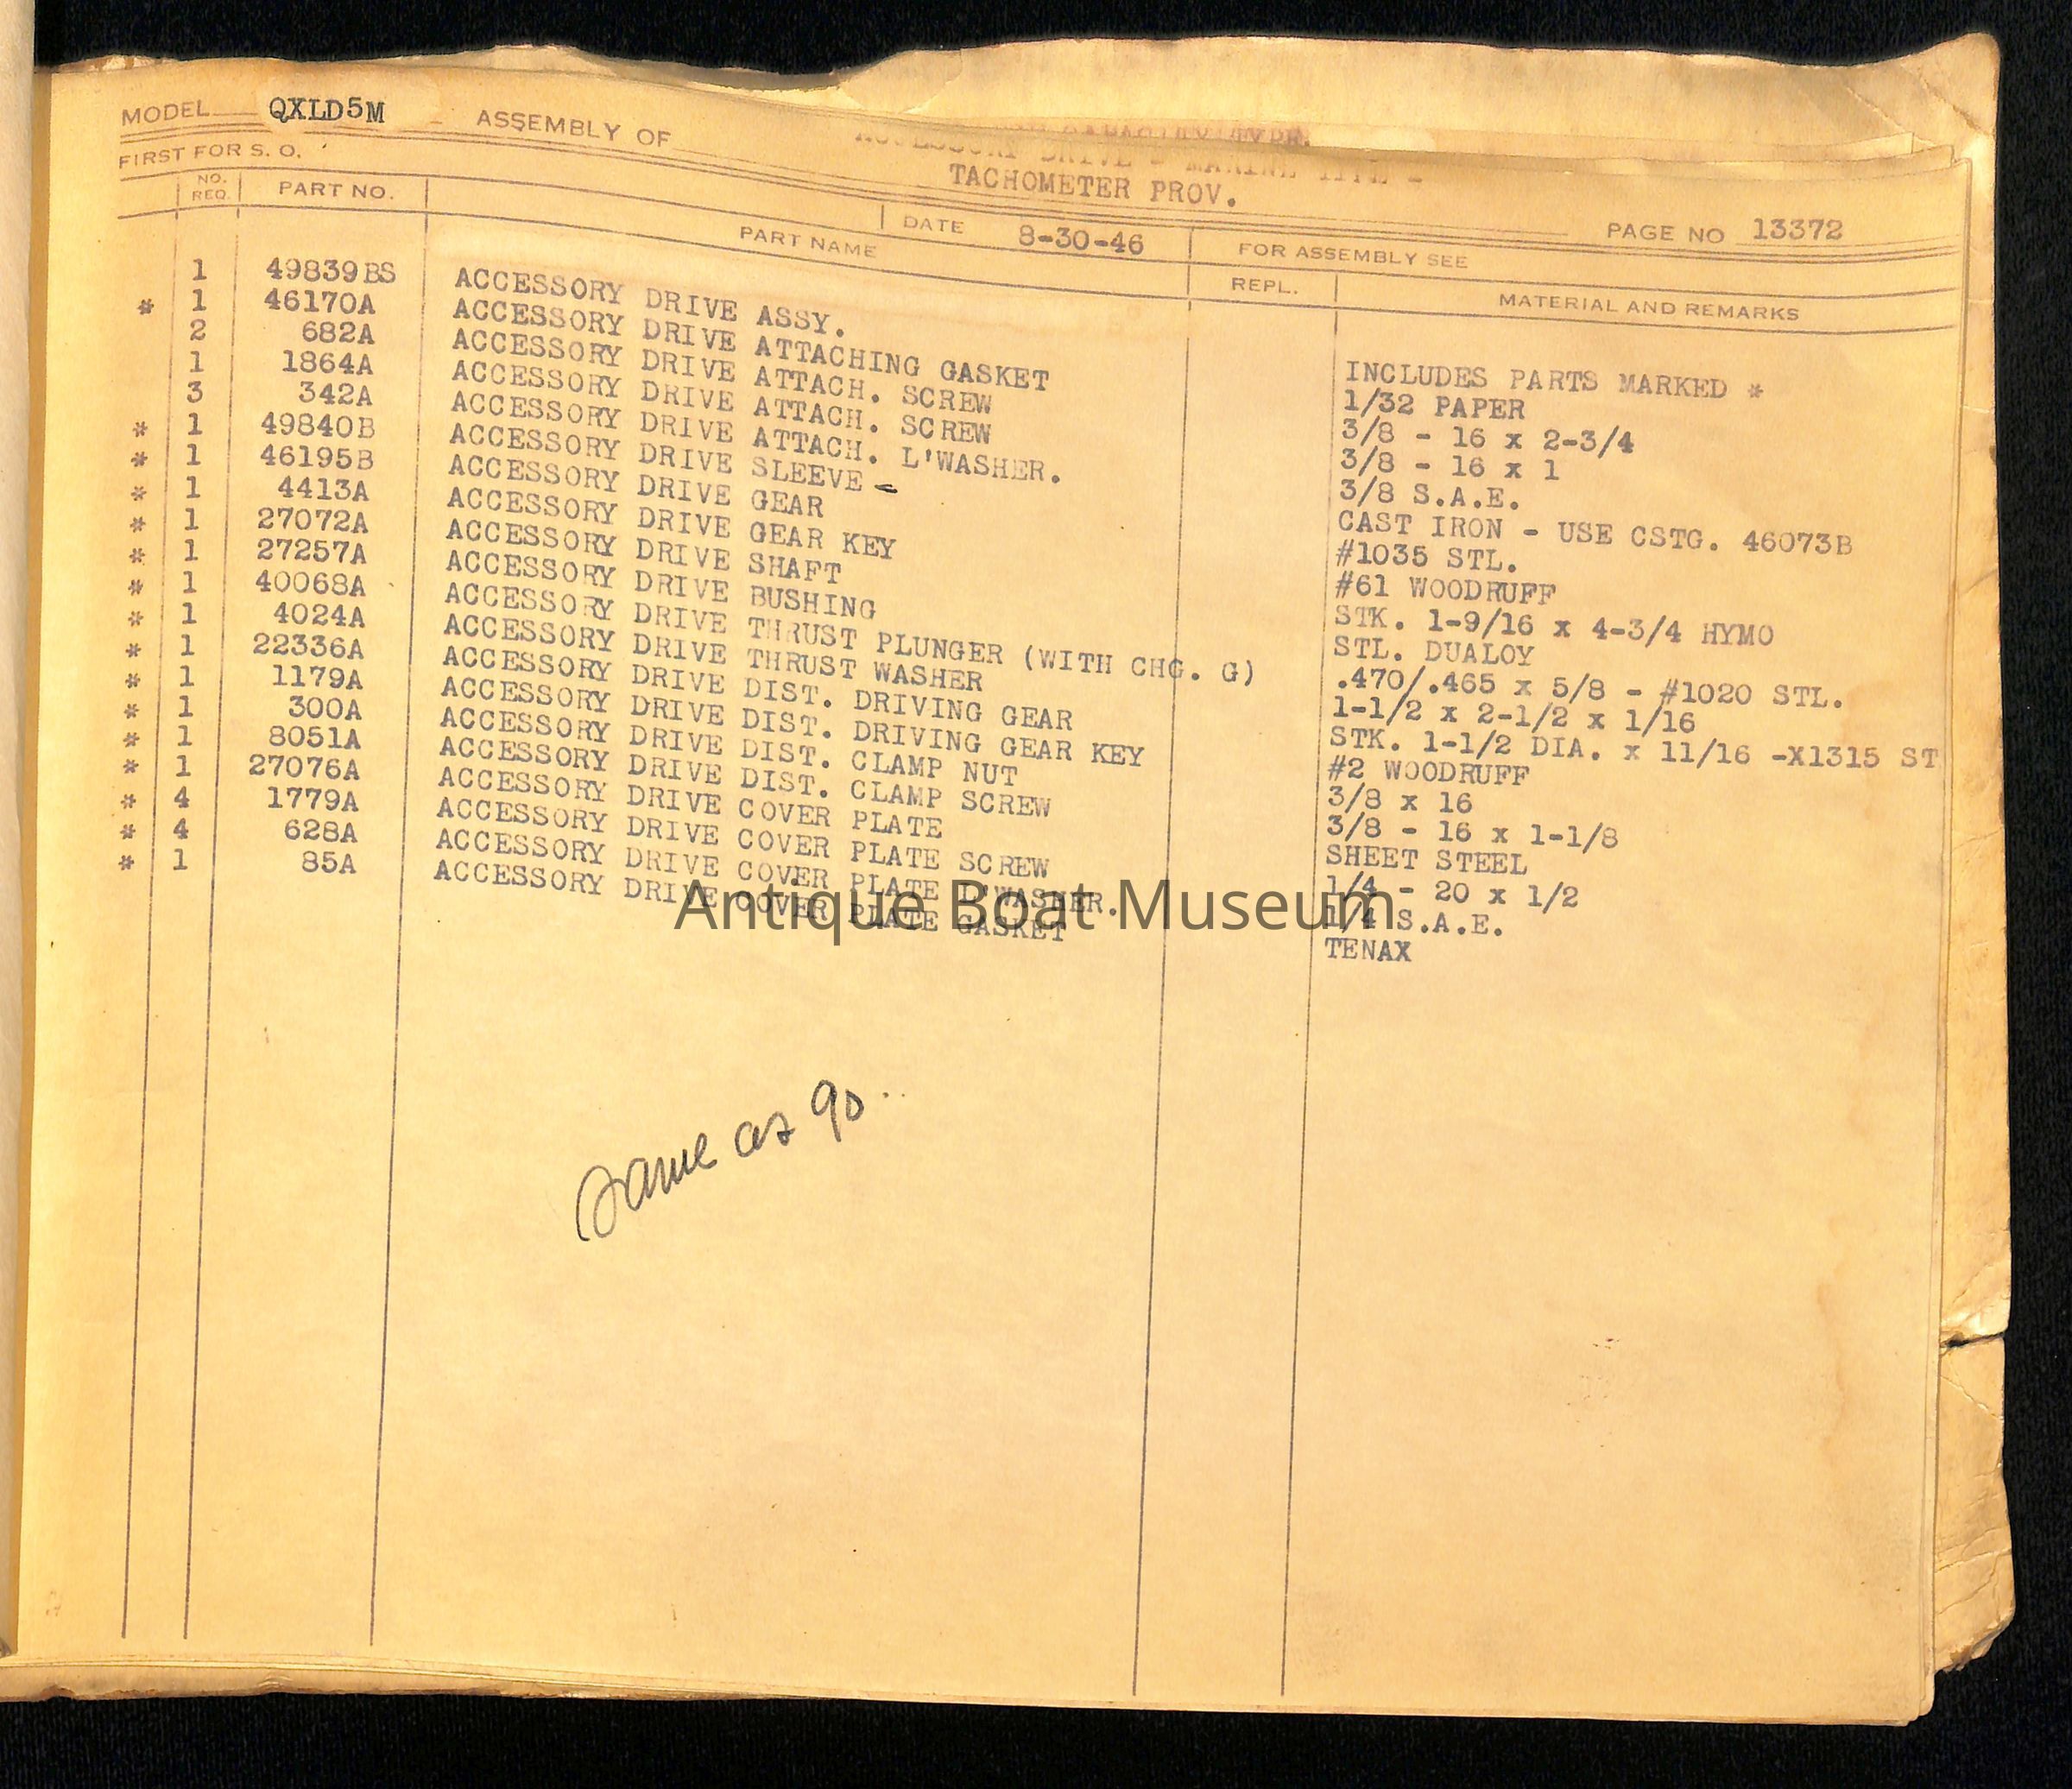 MODEL QXLD5M ASSEMBLY OF ACCESSORY DRIVE - MARINE TYPE -
TACHOMETER PROV.
FIRST FOR S. O. DATE 8-30-46 PAGE NO 13372
FOR ASSEMBLY SEE
NO. REQ. PART NO. PART NAME REPL. MATERIAL AND REMARKS
1 49839BS ACCESSORY DRIVE ASSY. INCLUDES PARTS MARKED *
* 1 46170A ACCESSORY DRIVE ATTACHING GASKET 1/32 PAPER
2 682A ACCESSORY DRIVE ATTACH. SCREW 3/8 - 16 x 2-3/4
1 1864A ACCESSORY DRIVE ATTACH. SCREW 3/8 - 16 x 1
3 342A ACCESSORY DRIVE ATTACH. L'WASHER. 3/8 S.A.E.
* 1 49840B ACCESSORY DRIVE SLEEVE - CAST IRON - USE CSTG. 46073B
* 1 46195B ACCESSORY DRIVE GEAR #1035 STL.
* 1 4413A ACCESSORY DRIVE GEAR KEY #61 WOODRUFF
* 1 27072A ACCESSORY DRIVE SHAFT STK. 1-9/16 x 4-3/4 HYMO
* 1 27257A ACCESSORY DRIVE BUSHING STL. DUALOY
* 1 40068A ACCESSORY DRIVE THRUST PLUNGER (WITH CHG. G) .470/.465 x 5/8 - #1020 STL.
* 1 4024A ACCESSORY DRIVE THRUST WASHER 1-1/2 x 2-1/2 x 1/16
* 1 22336A ACCESSORY DRIVE DIST. DRIVING GEAR STK. 1-1/2 DIA. x 11/16 -X1315 ST
* 1 1179A ACCESSORY DRIVE DIST. DRIVING GEAR KEY #2 WOODRUFF
* 1 300A ACCESSORY DRIVE DIST. CLAMP NUT 3/8 x 16
* 1 8051A ACCESSORY DRIVE DIST. CLAMP SCREW 3/8 - 16 x 1-1/8
* 1 27076A ACCESSORY DRIVE COVER PLATE SHEET STEEL
* 4 1779A ACCESSORY DRIVE COVER PLATE SCREW 1/4 - 20 x 1/2
* 4 628A ACCESSORY DRIVE COVER PLATE L'WASHER. 1/4 S.A.E.
* 1 85A ACCESSORY DRIVE COVER PLATE GASKET TENAX
Antique Boat Museum
Same as 90